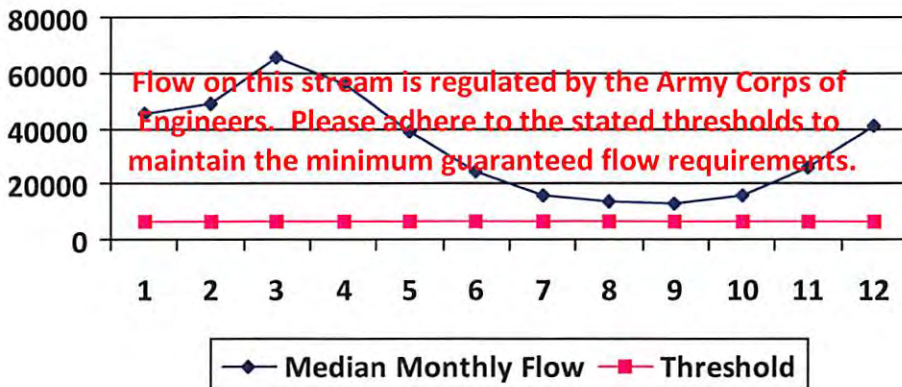 80000
60000
40000
20000
0
Flow on this stream is regulated by the Army Corps of
Engineers. Please adhere to the stated thresholds to
maintain the minimum guaranteed flow requirements.
1 2 3 4 5 6 7 8 9 10 11 12
Median Monthly Flow Threshold